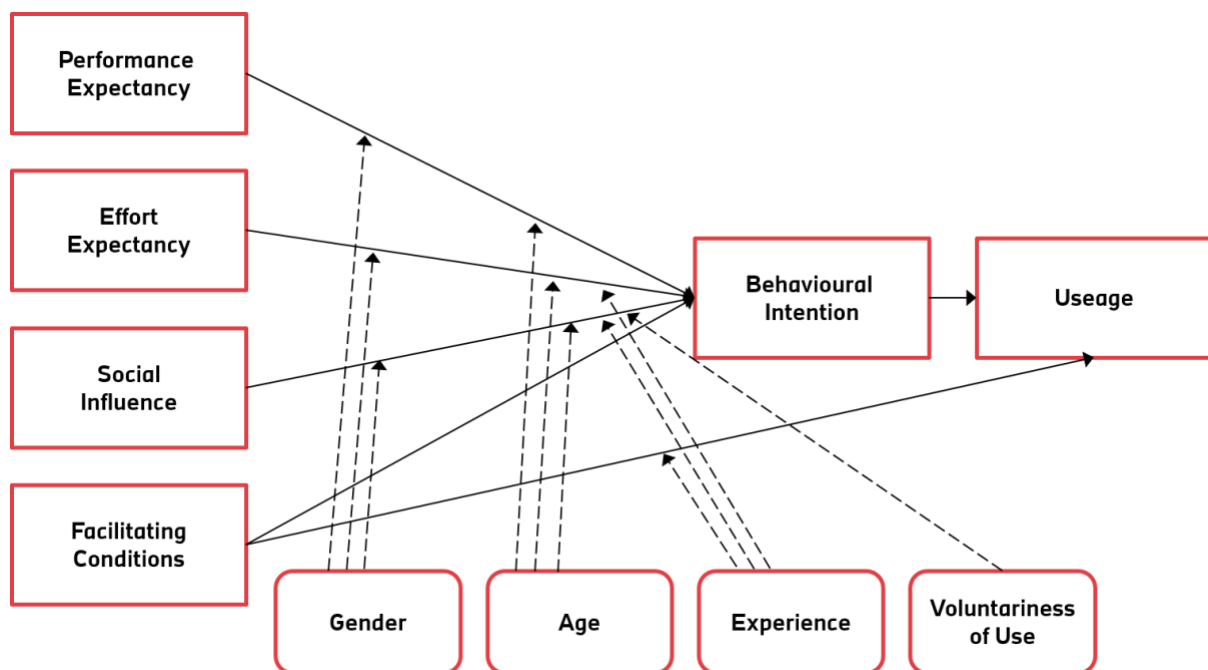 Performance
Expectancy
Effort
Expectancy
Social
Influence
Facilitating
Conditions
Behavioural
Intention
Useage
Gender
Age
Experience
Voluntariness
of Use